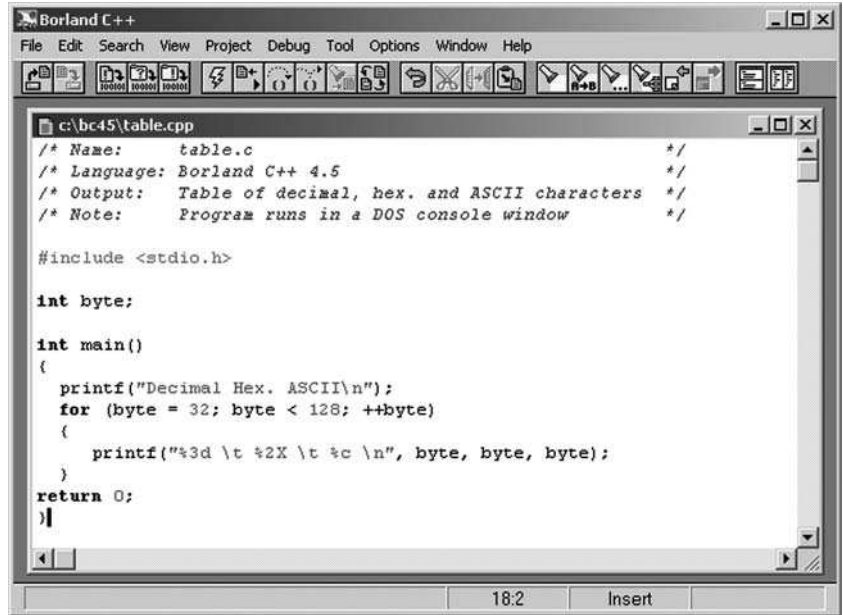 Borland C++
File Edit Search View Project Debug Tool Options Window Help
c:\bc45\table.cpp
/* Name: table.c */
/* Language: Borland C++ 4.5 */
/* Output: Table of decimal, hex. and ASCII characters */
/* Note: Program runs in a DOS console window */
#include <stdio.h>
int byte;
int main()
{
printf("Decimal Hex. ASCII\n");
for (byte = 32; byte < 128; ++byte)
{
printf("%3d \t %2X \t %c \n", byte, byte, byte);
}
return 0;
}
18:2 Insert